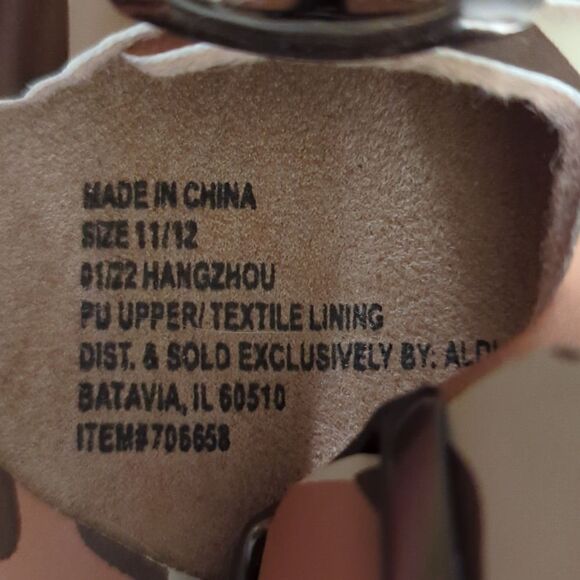 MADE IN CHINA
SIZE 11/12
01/22 HANGZHOU
PU UPPER/ TEXTILE LINING
DIST. & SOLD EXCLUSIVELY BY: ALDI
BATAVIA, IL 60510
ITEM#706658